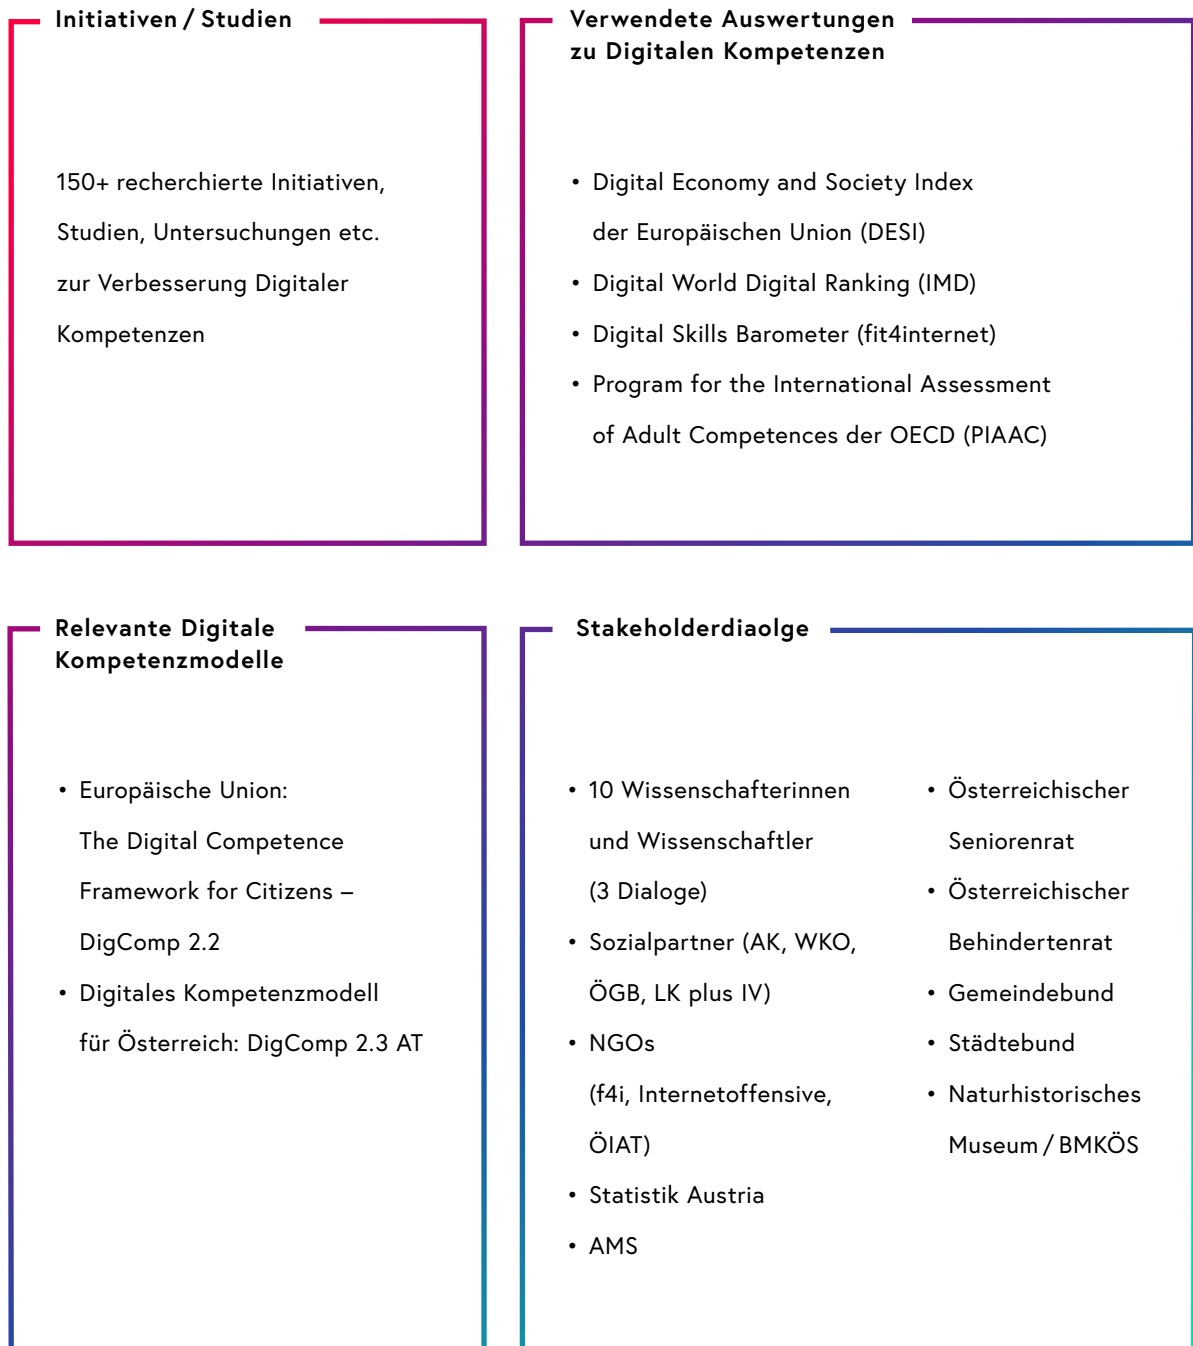 Initiativen / Studien
150+ recherchierte Initiativen,
Studien, Untersuchungen etc.
zur Verbesserung Digitaler
Kompetenzen
Verwendete Auswertungen
zu Digitalen Kompetenzen
• Digital Economy and Society Index
der Europäischen Union (DESI)
• Digital World Digital Ranking (IMD)
• Digital Skills Barometer (fit4internet)
• Program for the International Assessment
of Adult Competences der OECD (PIAAC)
Relevante Digitale
Kompetenzmodelle
• Europäische Union:
The Digital Competence
Framework for Citizens –
DigComp 2.2
• Digitales Kompetenzmodell
für Österreich: DigComp 2.3 AT
Stakeholderdiaolge
• 10 Wissenschafterinnen
und Wissenschaftler
(3 Dialoge)
• Sozialpartner (AK, WKO,
ÖGB, LK plus IV)
• NGOs
(f4i, Internetoffensive,
ÖIAT)
• Statistik Austria
• AMS
• Österreichischer
Seniorenrat
• Österreichischer
Behindertenrat
• Gemeindebund
• Städtebund
• Naturhistorisches
Museum / BMKÖS